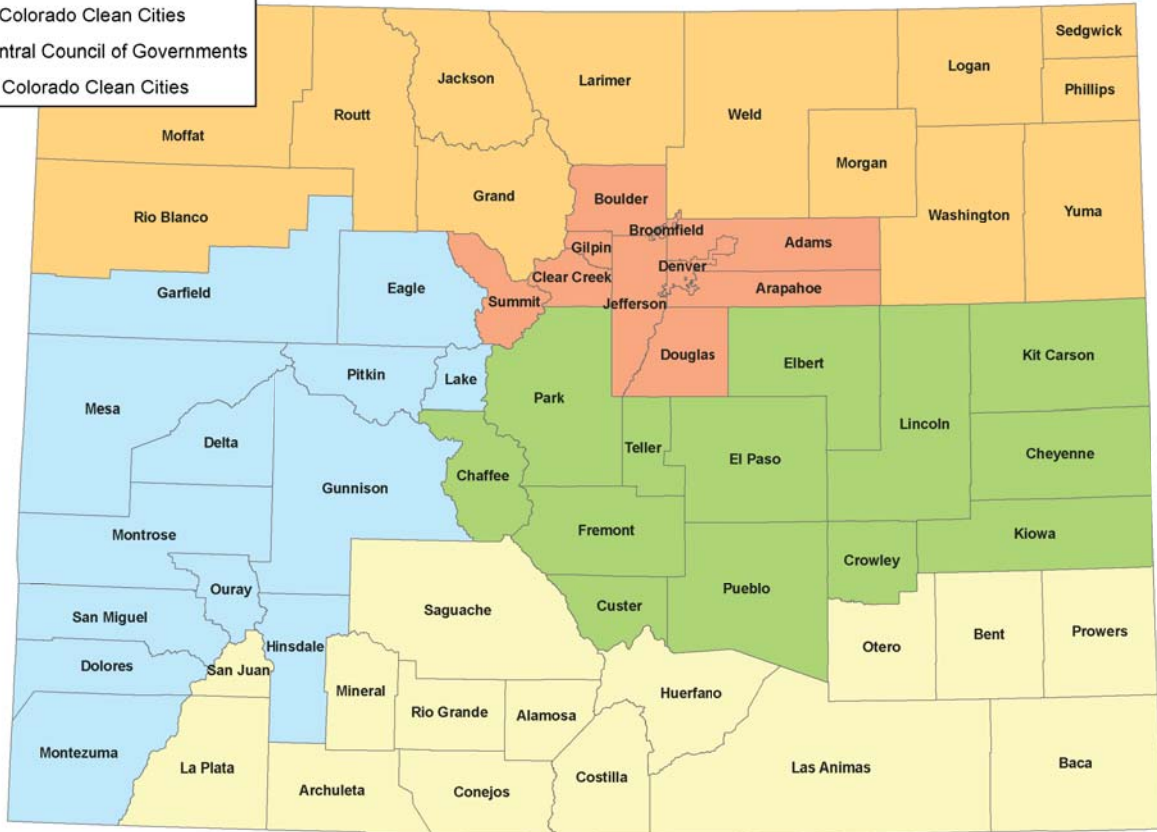 Colorado Clean Cities
Central Council of Governments
Colorado Clean Cities
Sedgwick
Logan
Jackson
Larimer
Phillips
Routt
Weld
Moffat
Morgan
Grand
Boulder
Rio Blanco
Washington
Yuma
Broomfield
Gilpin
Adams
Denver
Clear Creek
Eagle
Arapahoe
Garfield
Summit
Jefferson
Douglas
Kit Carson
Elbert
Pitkin
Lake
Park
Mesa
Lincoln
Delta
Teller
Cheyenne
El Paso
Chaffee
Gunnison
Fremont
Montrose
Kiowa
Crowley
Ouray
Pueblo
Custer
Saguache
San Miguel
Prowers
Bent
Hinsdale
Otero
Dolores
San Juan
Mineral
Huerfano
Rio Grande
Alamosa
Montezuma
La Plata
Las Animas
Baca
Costilla
Archuleta
Conejos